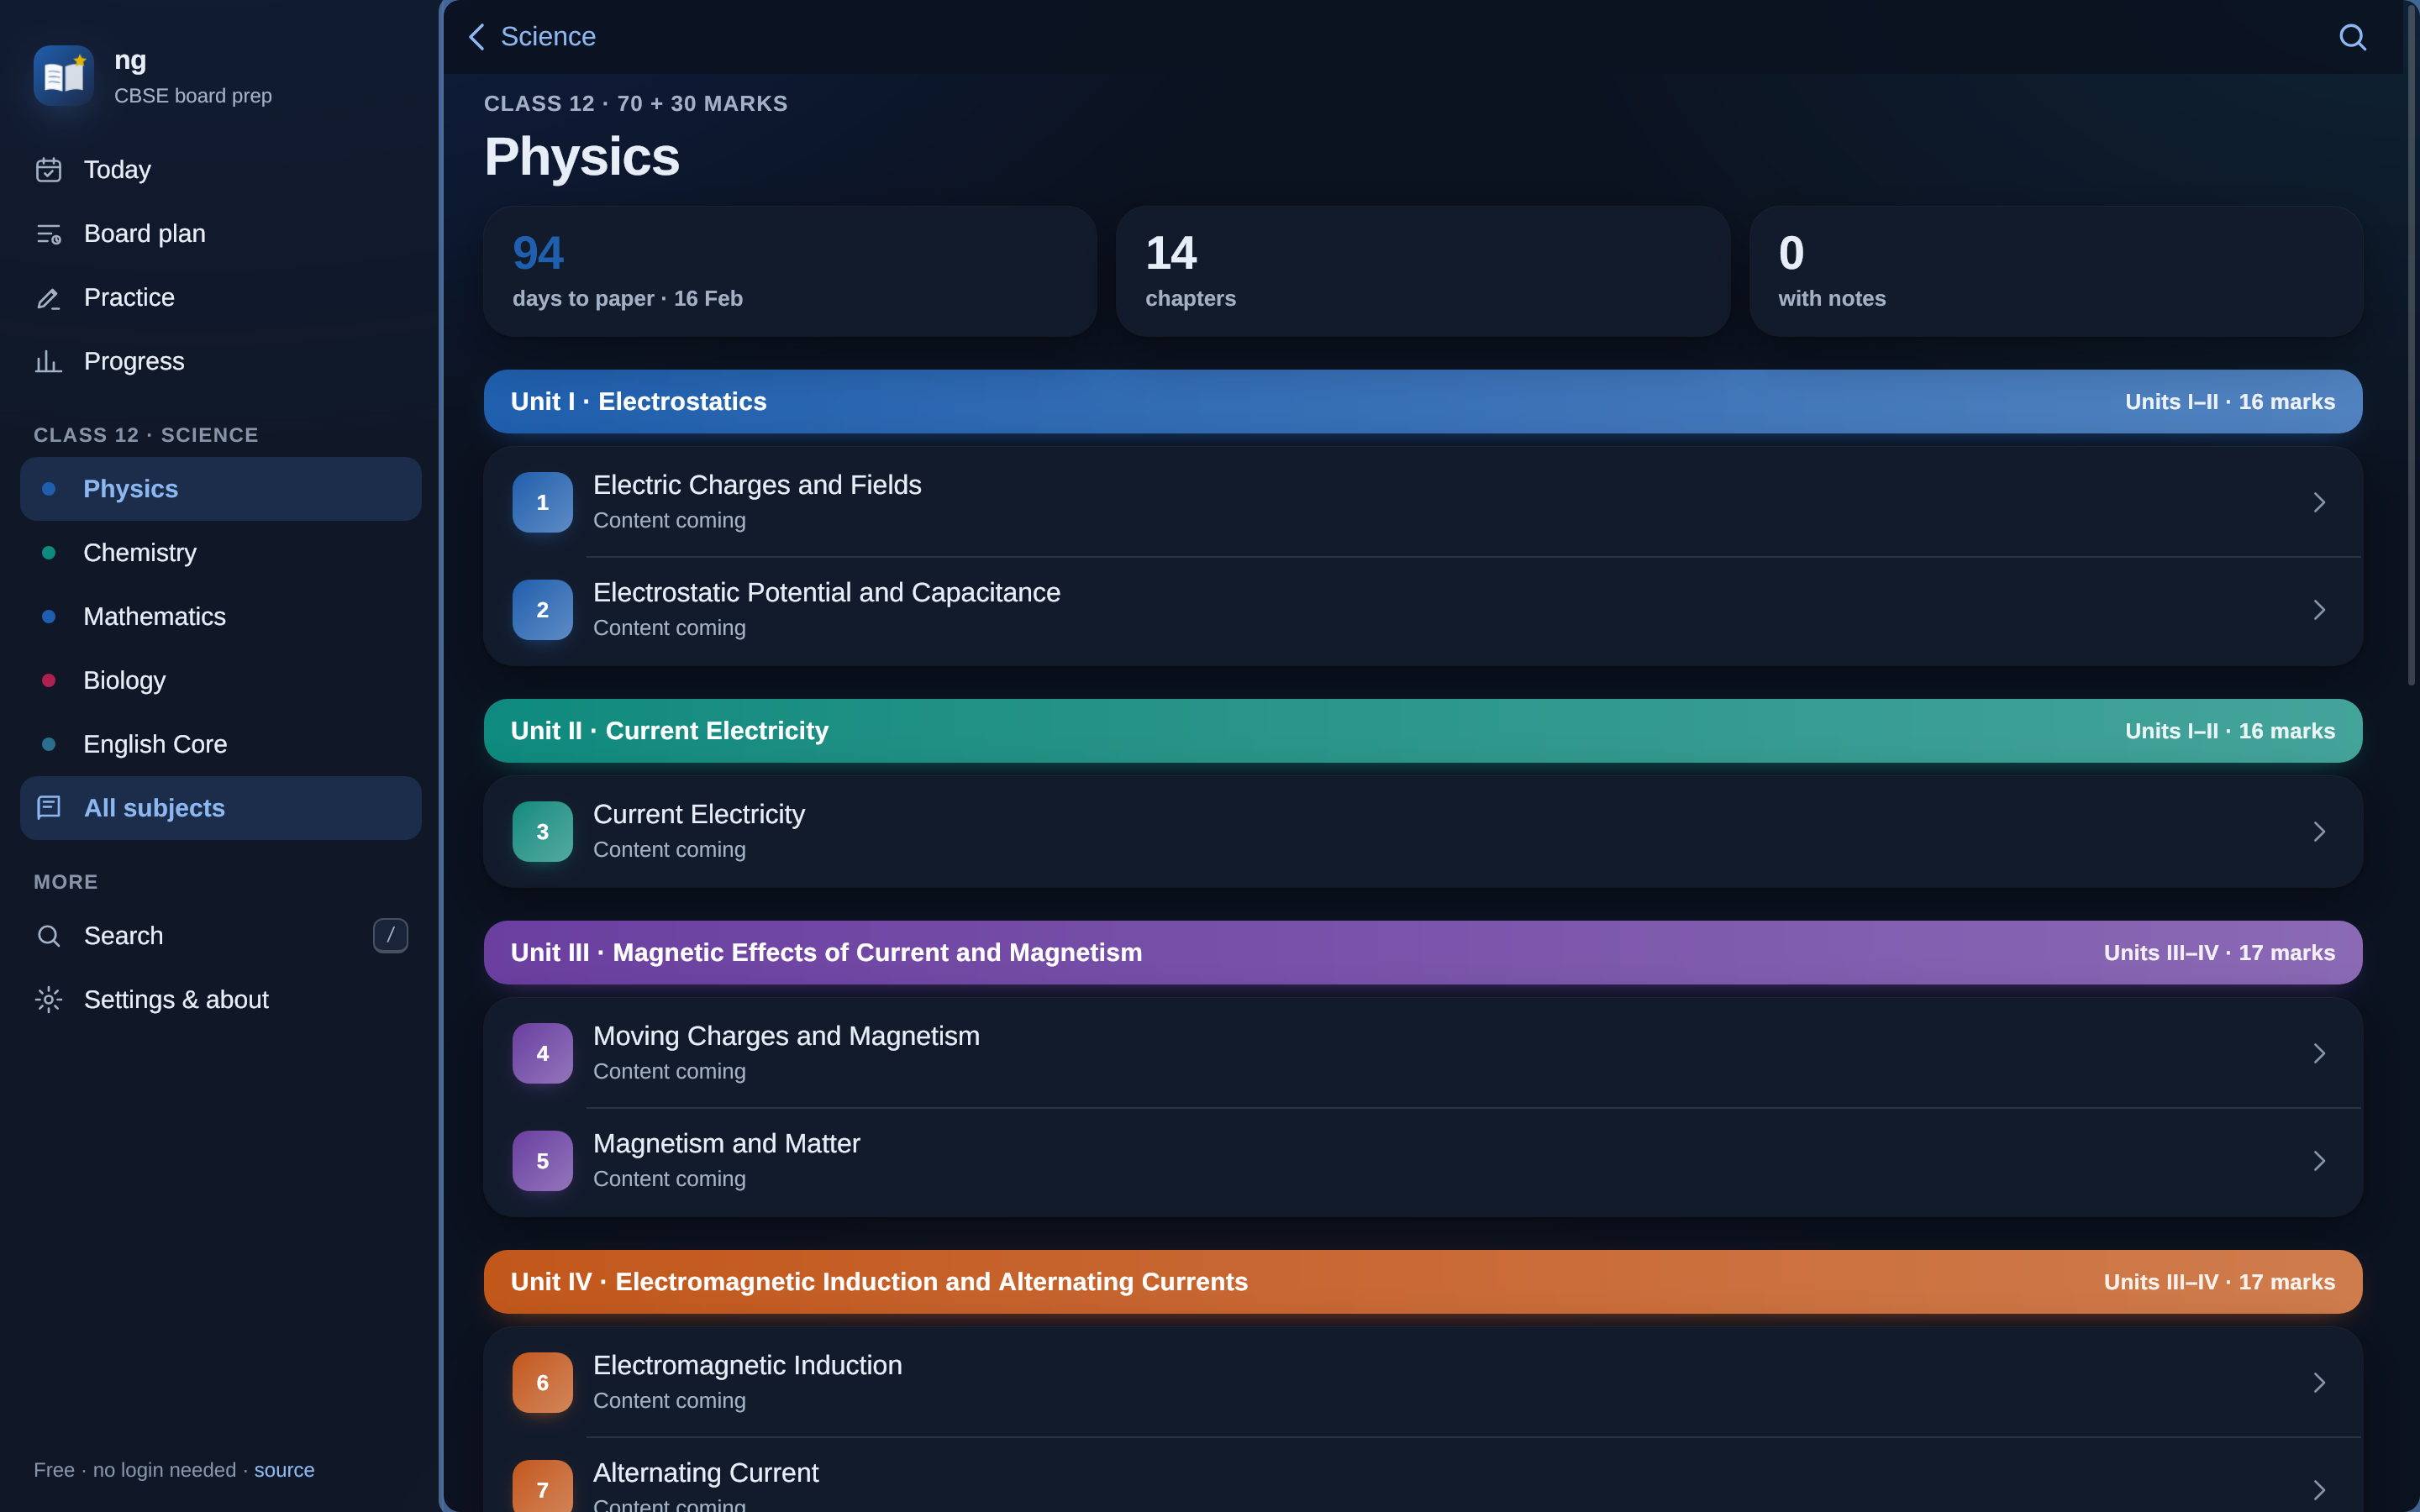 ng
CBSE board prep
Today
Board plan
Practice
Progress
CLASS 12 · SCIENCE
Physics
Chemistry
Mathematics
Biology
English Core
All subjects
MORE
Search /
Settings & about
Free · no login needed · source
Science
CLASS 12 · 70 + 30 MARKS
Physics
94
days to paper · 16 Feb
14
chapters
0
with notes
Unit I · Electrostatics Units I–II · 16 marks
1 Electric Charges and Fields
Content coming
2 Electrostatic Potential and Capacitance
Content coming
Unit II · Current Electricity Units I–II · 16 marks
3 Current Electricity
Content coming
Unit III · Magnetic Effects of Current and Magnetism Units III–IV · 17 marks
4 Moving Charges and Magnetism
Content coming
5 Magnetism and Matter
Content coming
Unit IV · Electromagnetic Induction and Alternating Currents Units III–IV · 17 marks
6 Electromagnetic Induction
Content coming
7 Alternating Current
Content coming